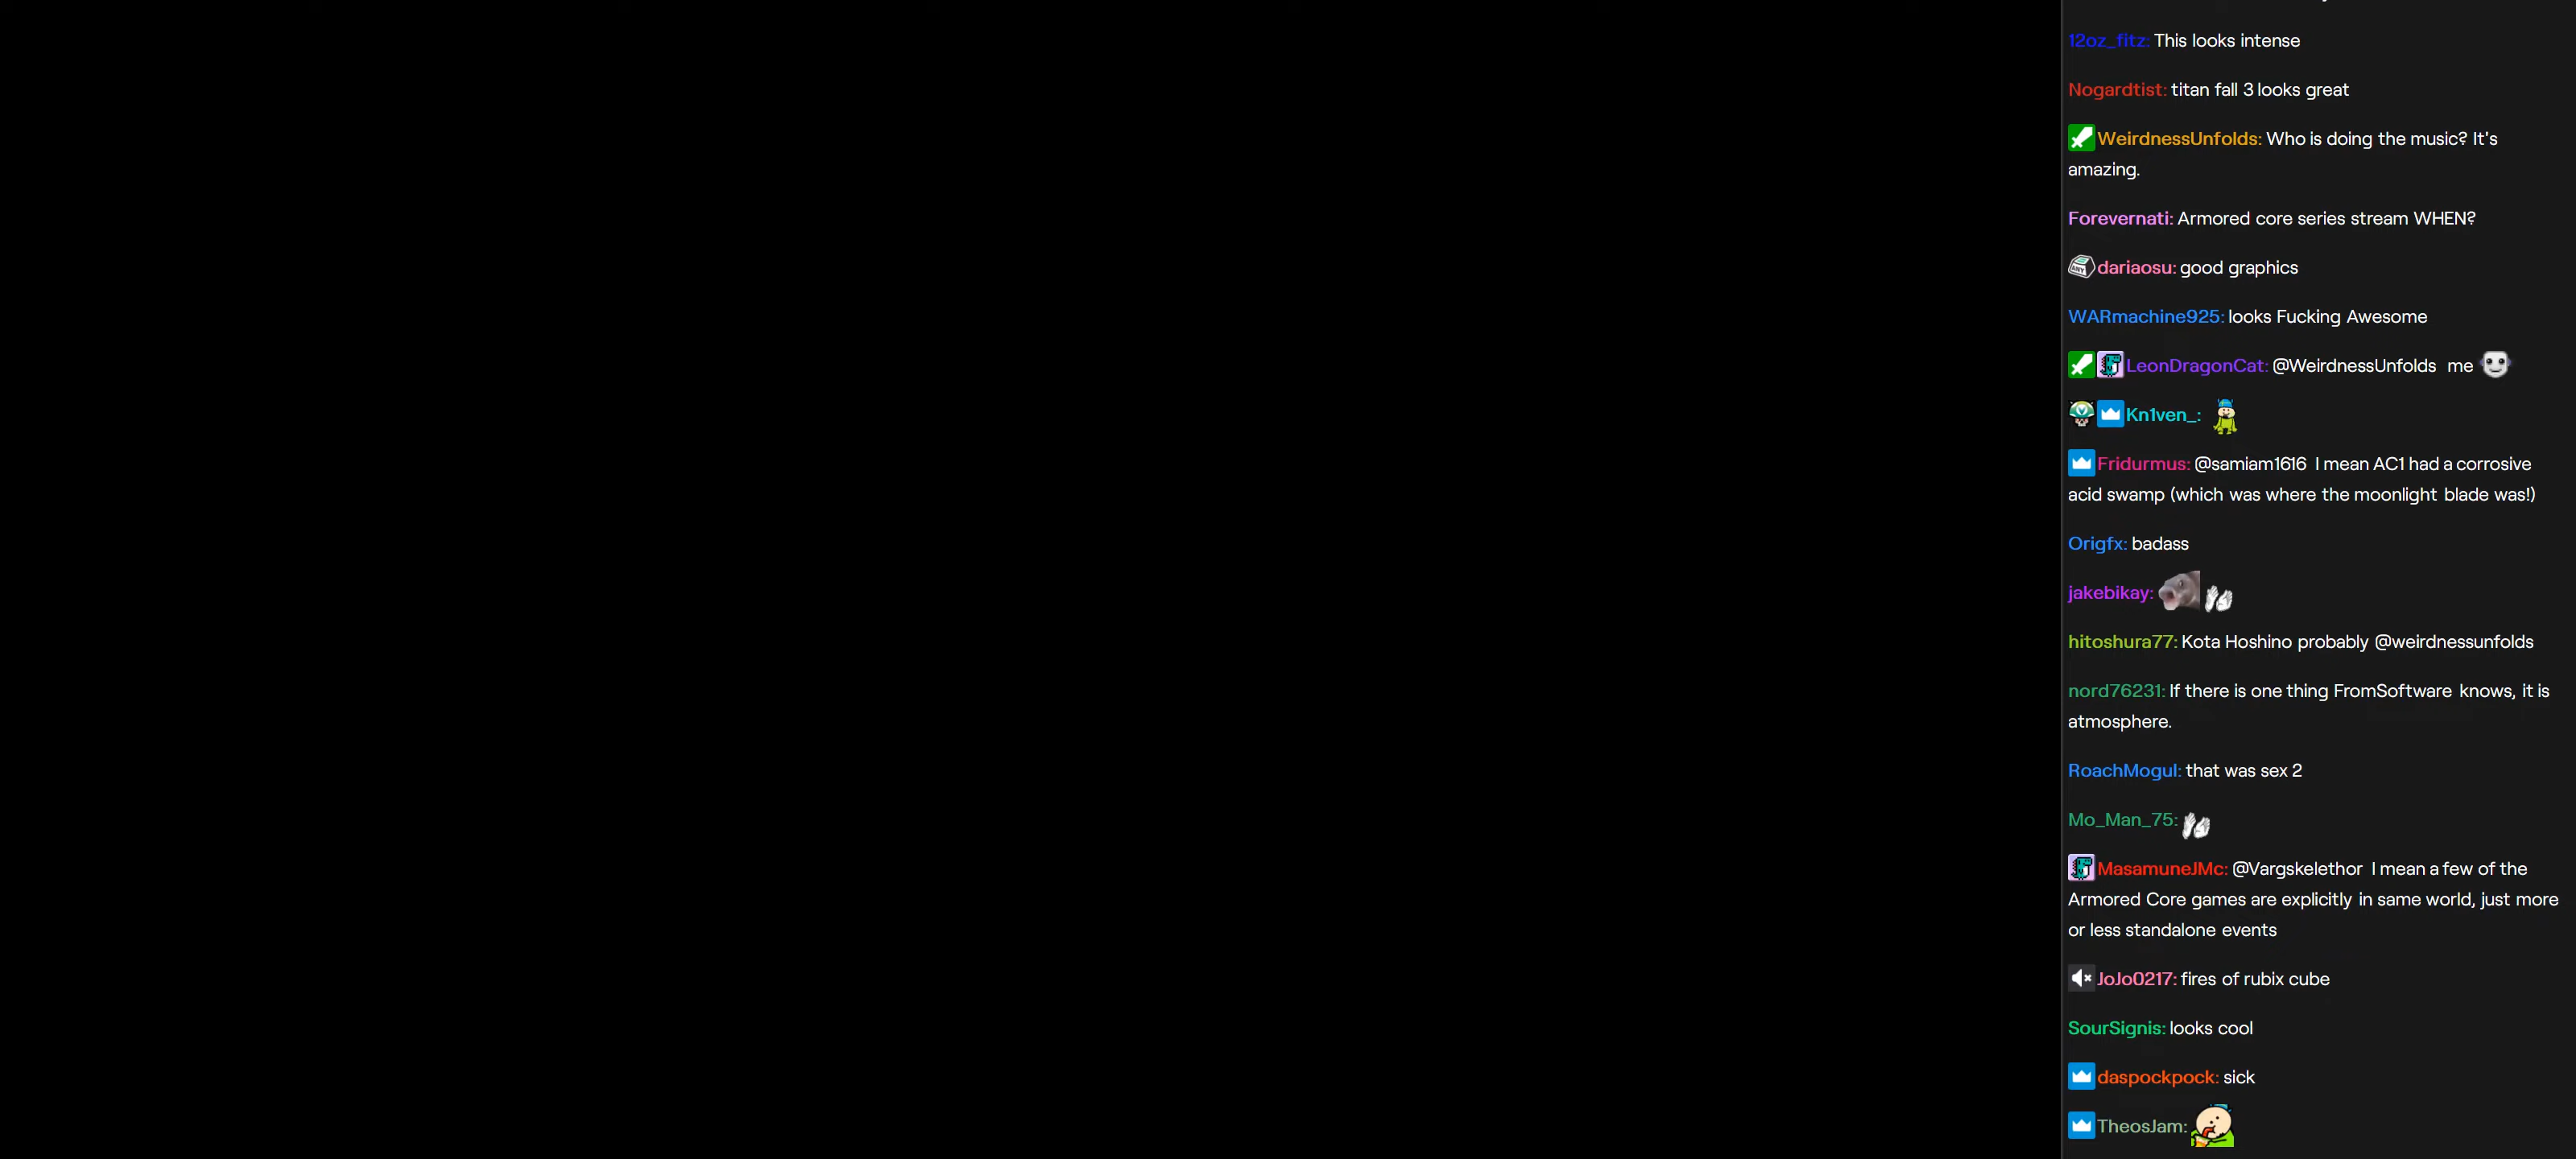 12oz_fitz: This looks intense
Nogardtist: titan fall 3 looks great
WeirdnessUnfolds: Who is doing the music? It's
amazing.
Forevernati: Armored core series stream WHEN?
dariaosu: good graphics
WARmachine925: looks Fucking Awesome
LeonDragonCat: @WeirdnessUnfolds me
Kn1ven_:
Fridurmus: @samiam1616 I mean AC1 had a corrosive
acid swamp (which was where the moonlight blade was!)
Origfx: badass
jakebikay:
hitoshura77: Kota Hoshino probably @weirdnessunfolds
nord76231: If there is one thing FromSoftware knows, it is
atmosphere.
RoachMogul: that was sex 2
Mo_Man_75:
MasamuneJMc: @Vargskelethor I mean a few of the
Armored Core games are explicitly in same world, just more
or less standalone events
JoJo0217: fires of rubix cube
SourSignis: looks cool
daspockpock: sick
TheosJam: